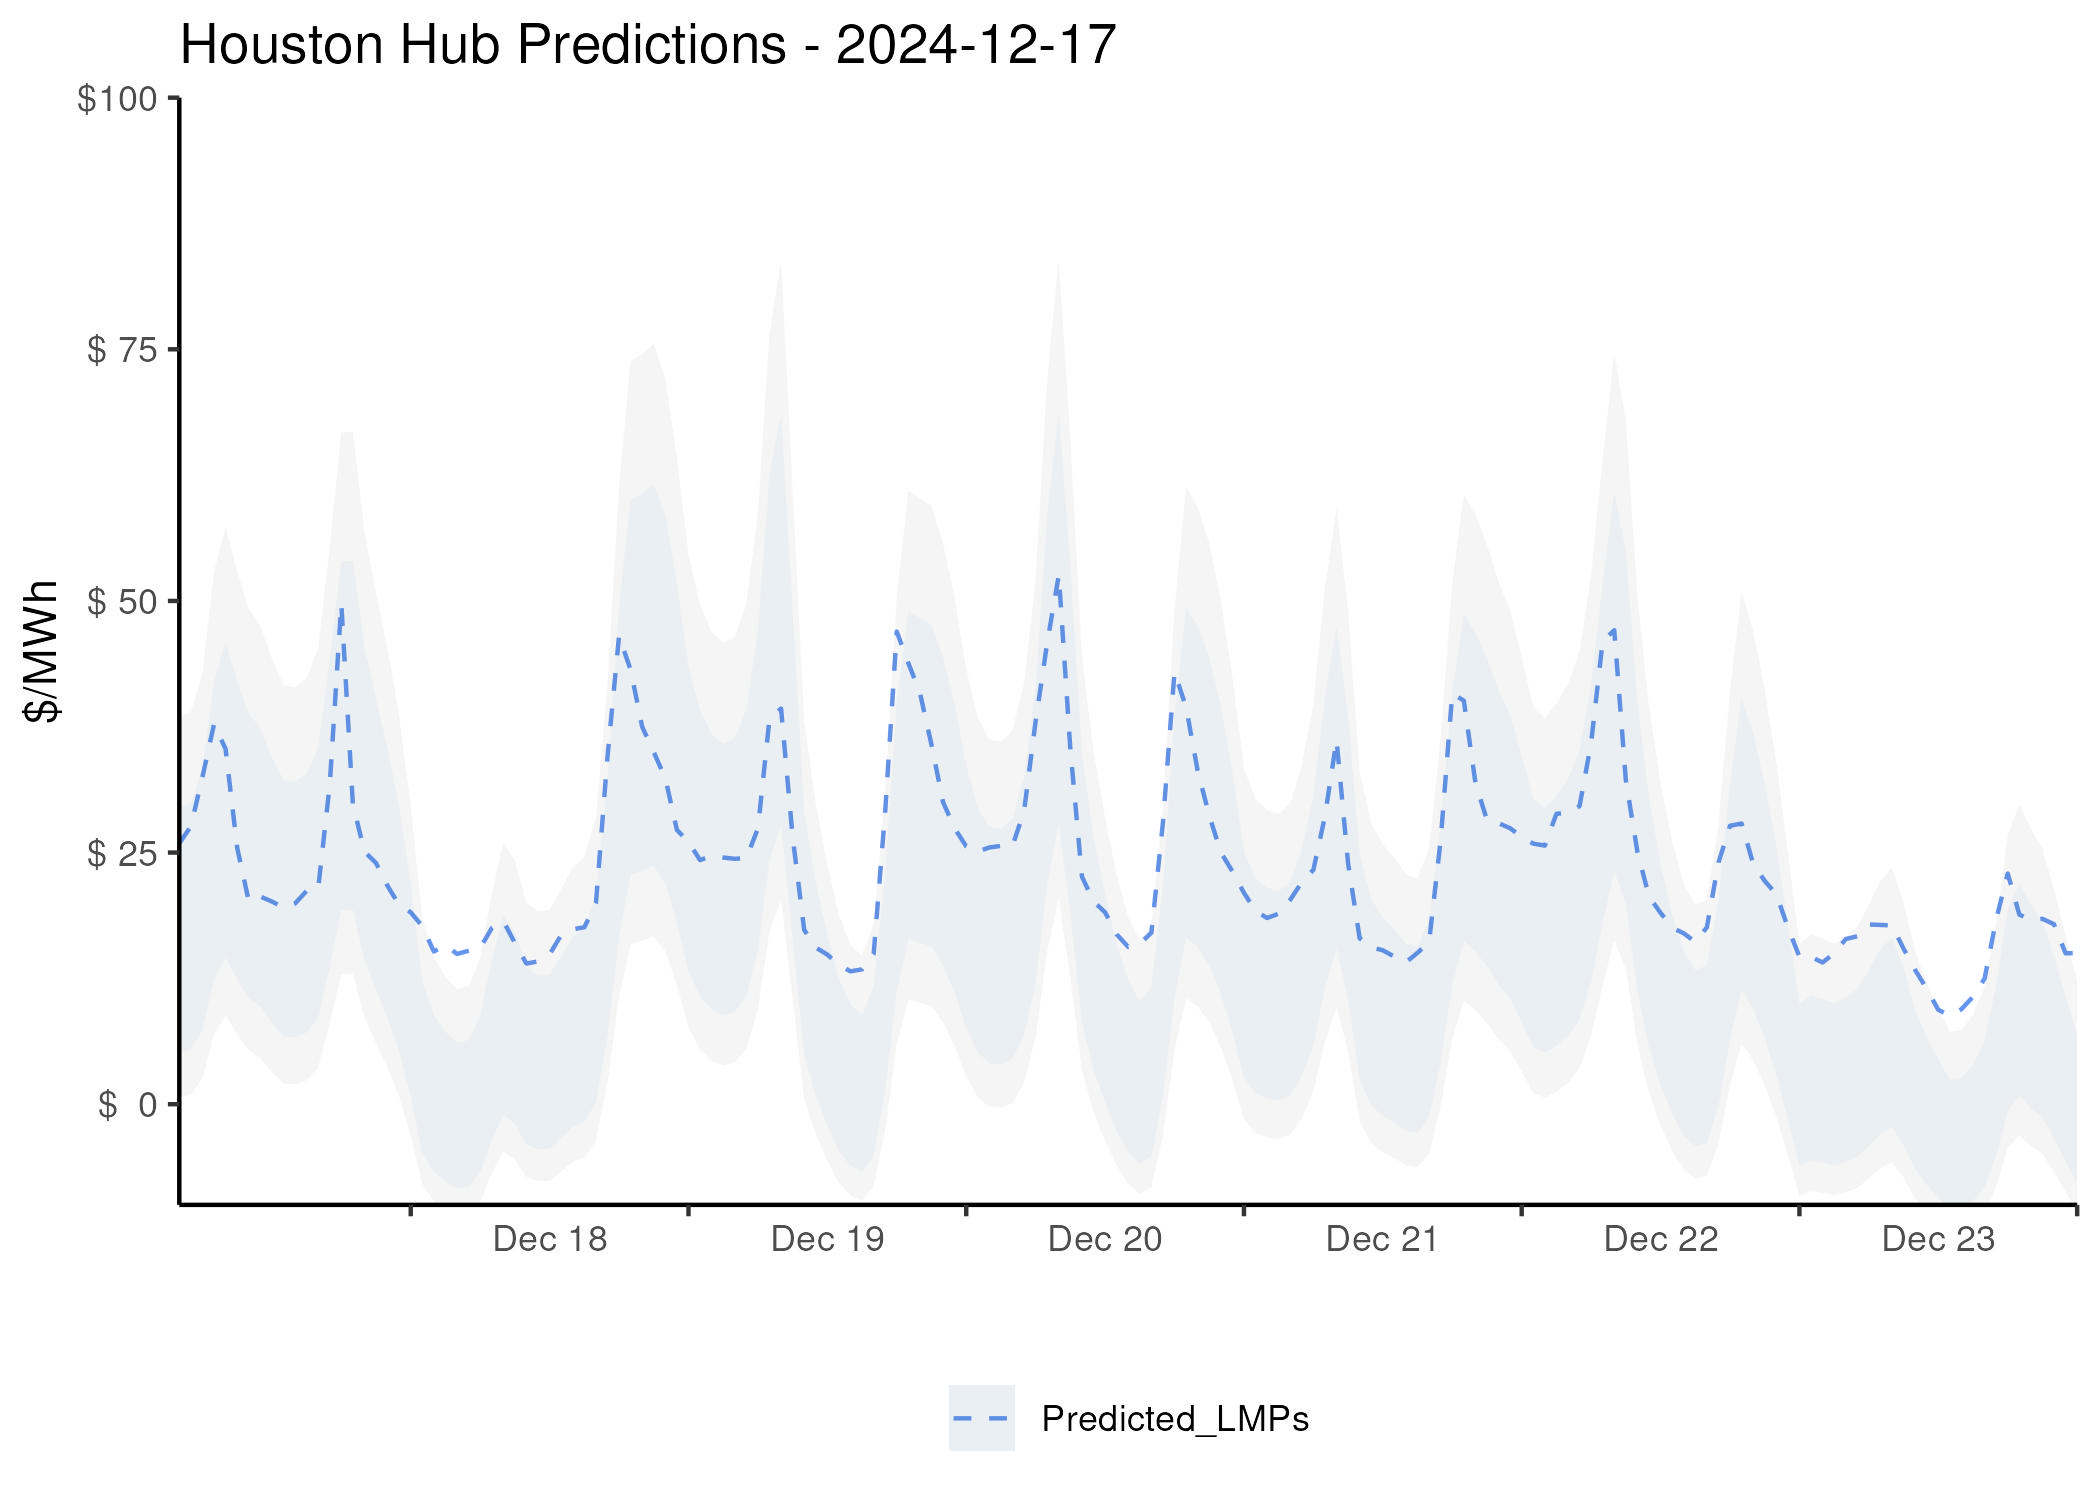 Houston Hub Predictions - 2024-12-17
$100
$ 75
$ 50
$ 25
$  0
$/MWh
Dec 18 Dec 19 Dec 20 Dec 21 Dec 22 Dec 23
Predicted_LMPs